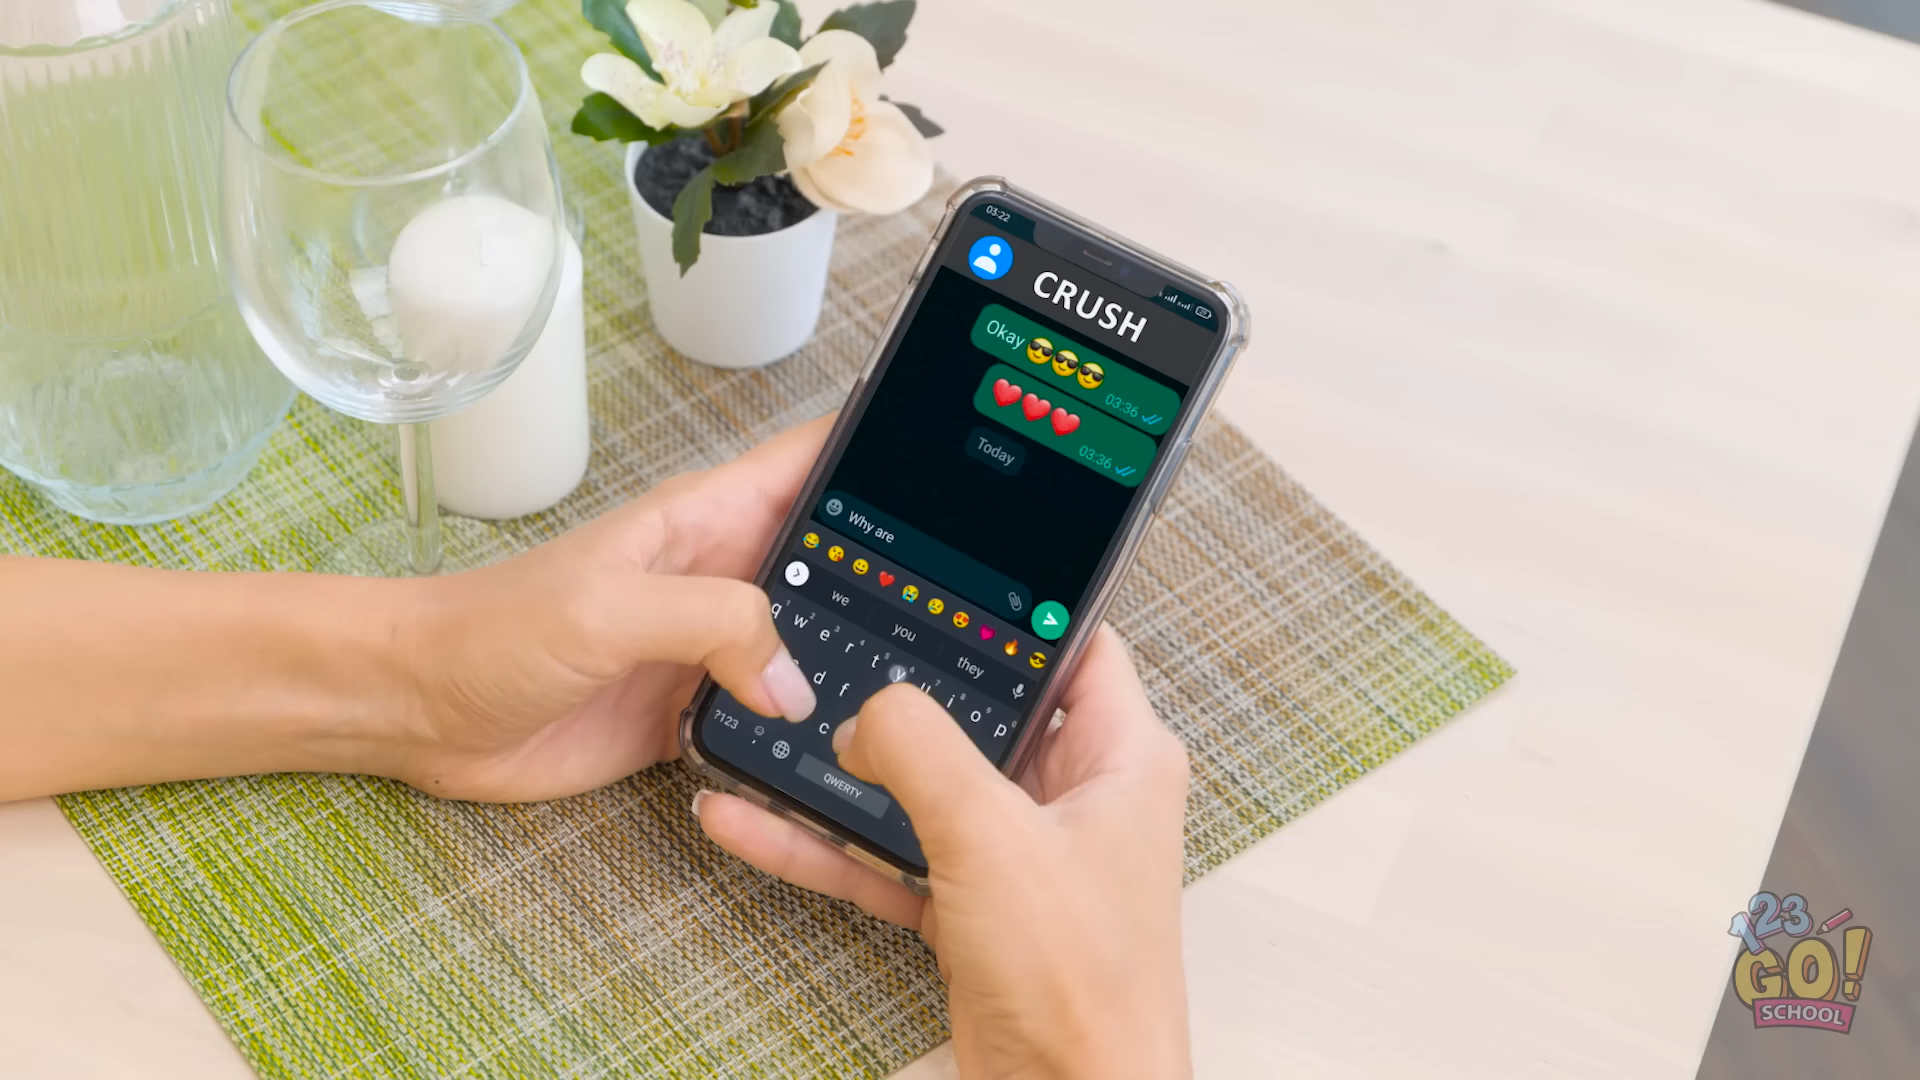 03:22
CRUSH
Okay 😎😎😎
03:36
❤️❤️❤️
03:36
Today
Why are
we you they
q w e r t y u i o p
d f
?123 , c
QWERTY .
123 GO!
SCHOOL